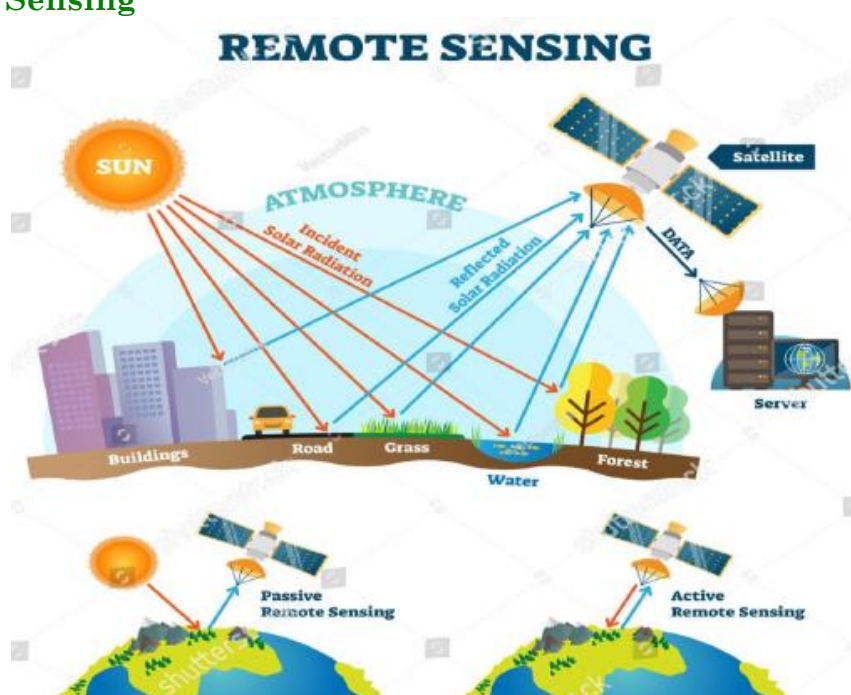 Sensing
REMOTE SENSING
SUN
Satellite
ATMOSPHERE
Incident
Solar Radiation
Reflected
Solar Radiation
DATA
Server
Buildings
Road
Grass
Water
Forest
Passive
Remote Sensing
Active
Remote Sensing